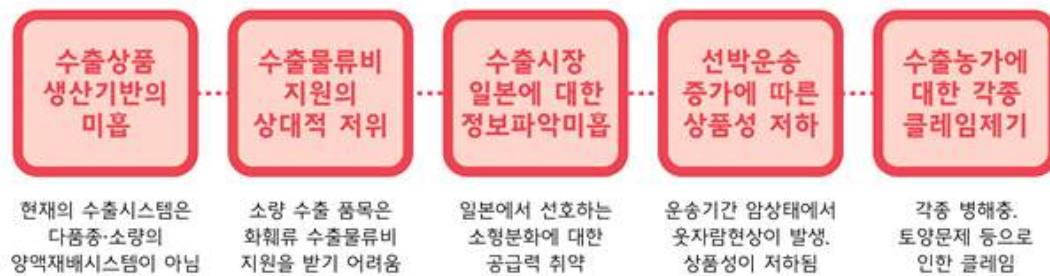 수출상품
생산기반의
미흡
수출물류비
지원의
상대적 저위
수출시장
일본에 대한
정보파악미흡
선박운송
증가에 따른
상품성 저하
수출농가에
대한 각종
클레임제기
현재의 수출시스템은
다품종·소량의
양액재배시스템이 아님
소량 수출 품목은
화훼류 수출물류비
지원을 받기 어려움
일본에서 선호하는
소형분화에 대한
공급력 취약
운송기간 암상태에서
웃자람현상이 발생.
상품성이 저하됨
각종 병해충.
토양문제 등으로
인한 클레임